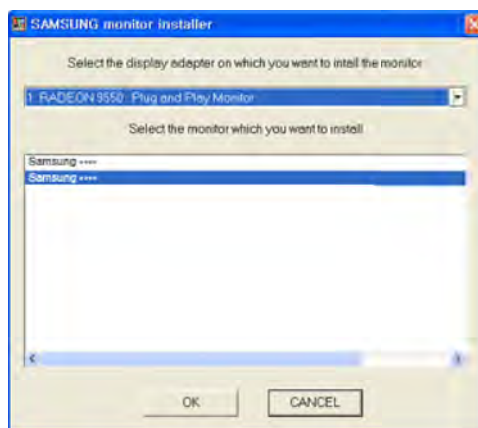 SAMSUNG monitor installer
Select the display adapter on which you want to intall the monitor
1. RADEON 9550: Plug and Play Monitor
Select the monitor which you want to install
Samsung ****
Samsung ****
OK
CANCEL